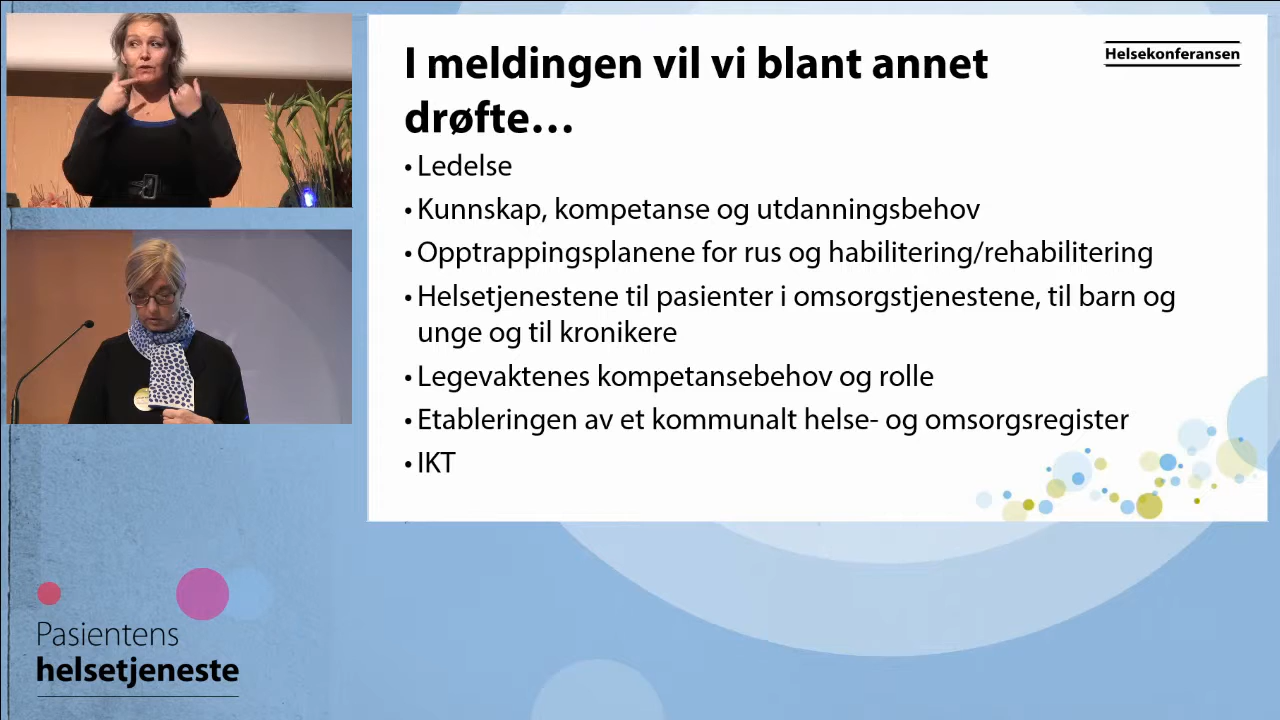 I meldingen vil vi blant annet
drøfte…
Helsekonferansen
• Ledelse
• Kunnskap, kompetanse og utdanningsbehov
• Opptrappingsplanene for rus og habilitering/rehabilitering
• Helsetjenestene til pasienter i omsorgstjenestene, til barn og
unge og til kronikere
• Legevaktenes kompetansebehov og rolle
• Etableringen av et kommunalt helse- og omsorgsregister
• IKT
Pasientens
helsetjeneste